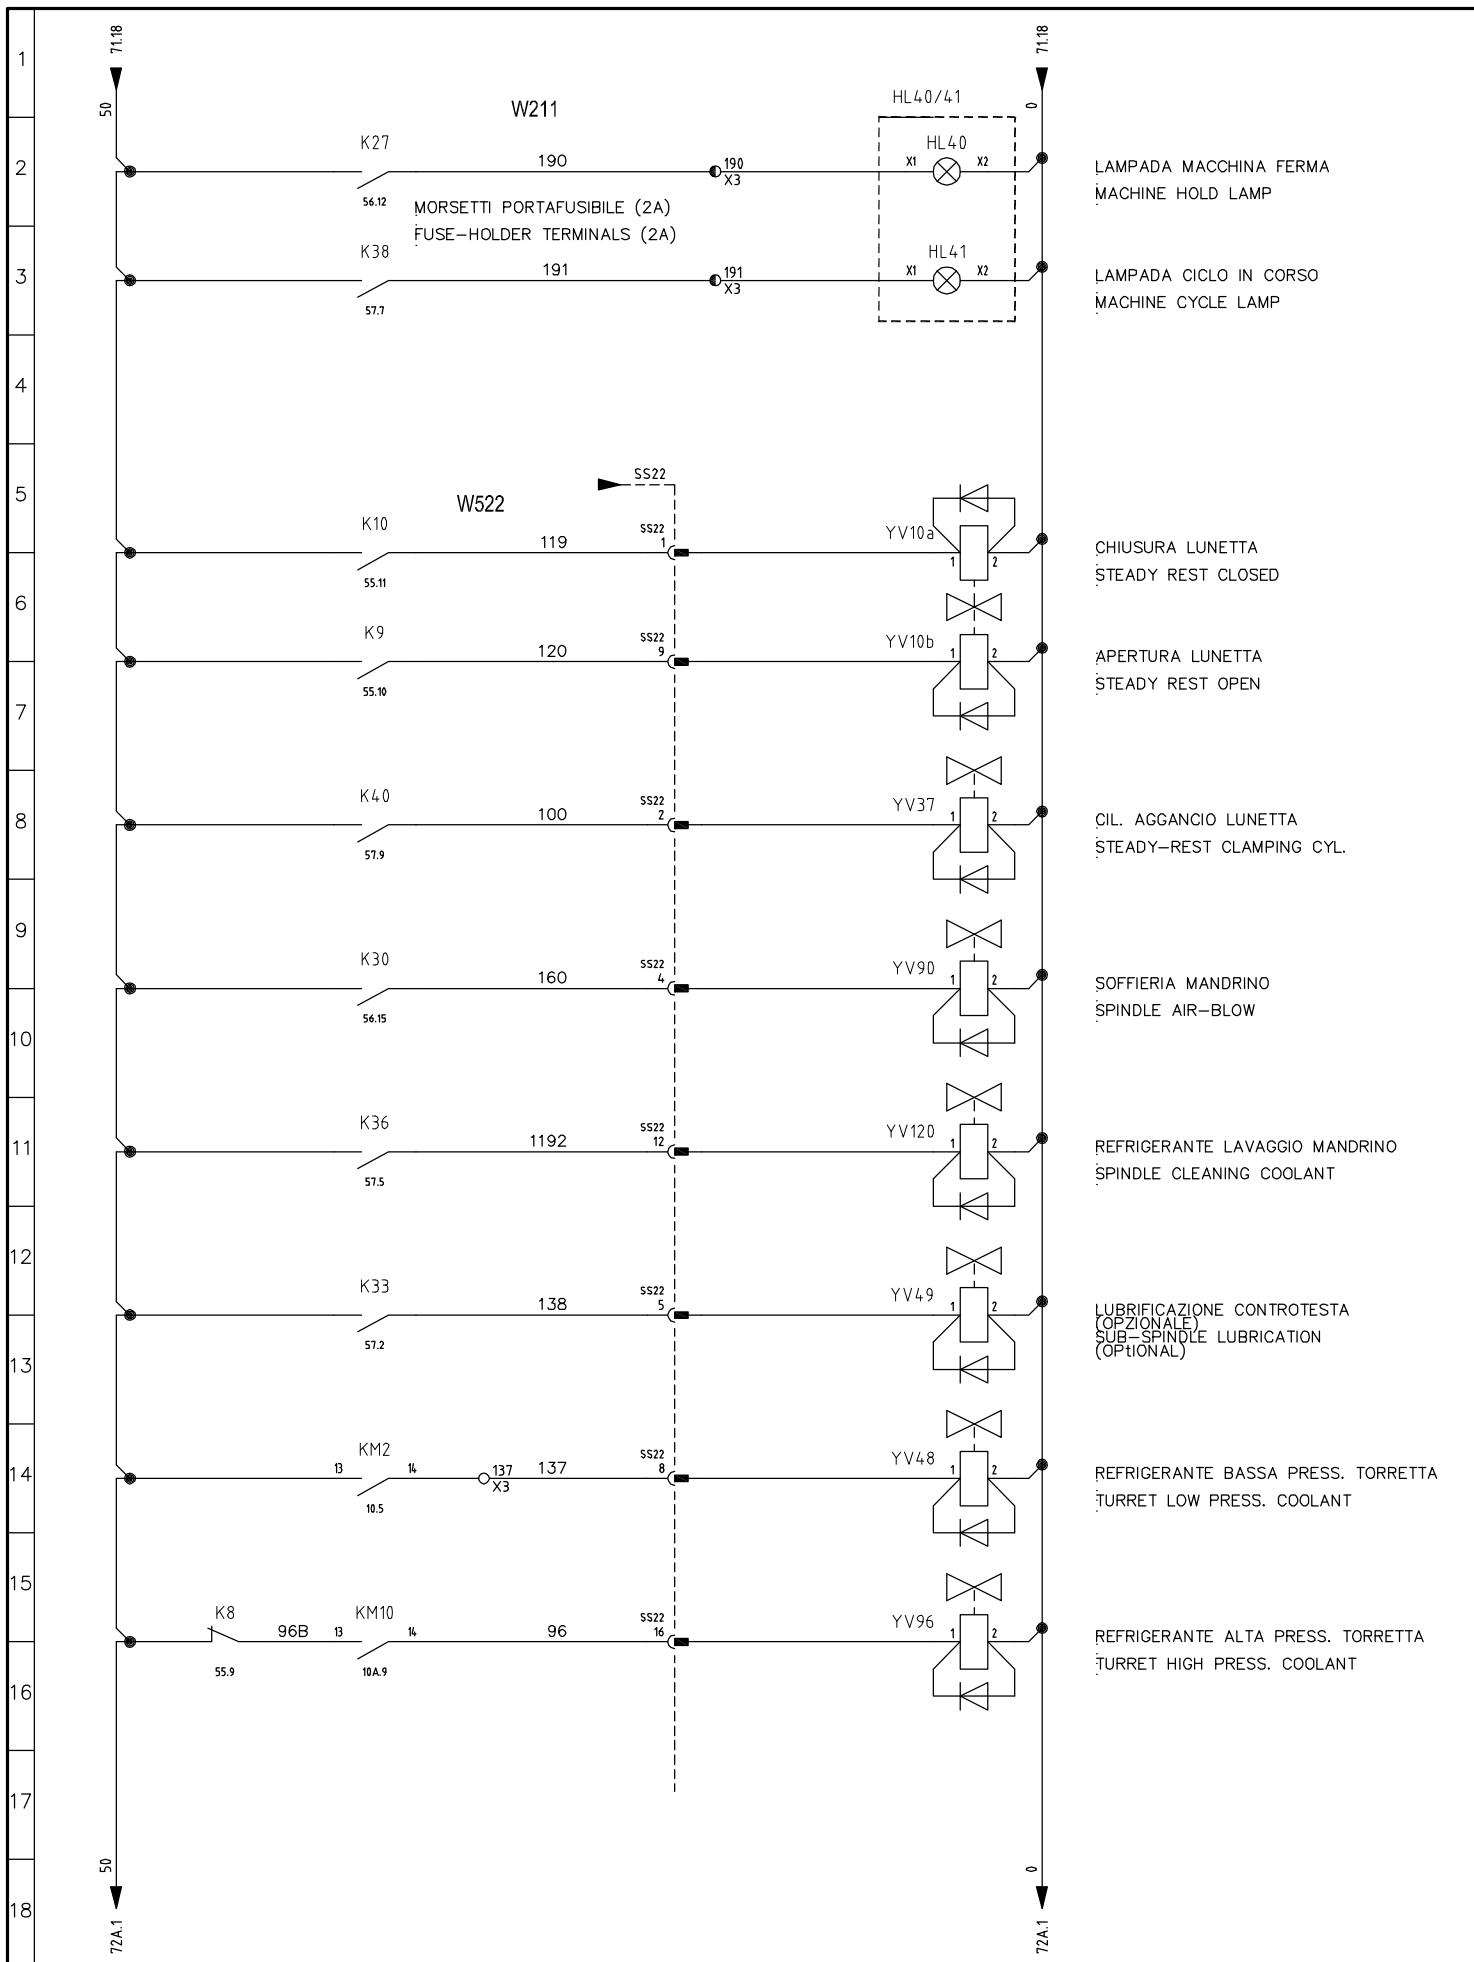 71.18
71.18
1
50
0
W211
HL40/41
K27
190
190
X3
HL40
X1
X2
2
56.12
LAMPADA MACCHINA FERMA
MACHINE HOLD LAMP
MORSETTI PORTAFUSIBILE (2A)
FUSE-HOLDER TERMINALS (2A)
K38
191
191
X3
HL41
X1
X2
3
57.7
LAMPADA CICLO IN CORSO
MACHINE CYCLE LAMP
4
SS22
5
W522
K10
119
SS22
1
YV10a
1
2
55.11
CHIUSURA LUNETTA
STEADY REST CLOSED
6
K9
120
SS22
9
YV10b
1
2
55.10
APERTURA LUNETTA
STEADY REST OPEN
7
K40
100
SS22
2
YV37
1
2
8
57.9
CIL. AGGANCIO LUNETTA
STEADY-REST CLAMPING CYL.
9
K30
160
SS22
4
YV90
1
2
56.15
SOFFIERIA MANDRINO
SPINDLE AIR-BLOW
10
K36
1192
SS22
12
YV120
1
2
11
57.5
REFRIGERANTE LAVAGGIO MANDRINO
SPINDLE CLEANING COOLANT
12
K33
138
SS22
5
YV49
1
2
57.2
LUBRIFICAZIONE CONTROTESTA
(OPZIONALE)
SUB-SPINDLE LUBRICATION
(OPtIONAL)
13
KM2
13
14
137
X3
137
SS22
8
YV48
1
2
14
10.5
REFRIGERANTE BASSA PRESS. TORRETTA
TURRET LOW PRESS. COOLANT
15
K8
96B
KM10
13
14
96
SS22
16
YV96
1
2
55.9
10A.9
REFRIGERANTE ALTA PRESS. TORRETTA
TURRET HIGH PRESS. COOLANT
16
17
50
0
18
72A.1
72A.1